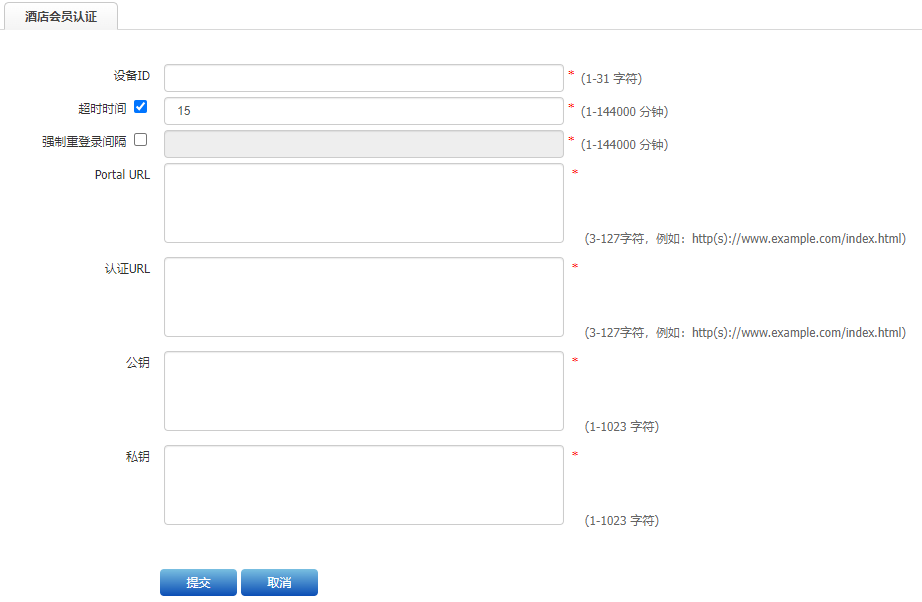 酒店会员认证
设备ID * (1-31 字符)
超时时间 15 * (1-144000 分钟)
强制重登录间隔 * (1-144000 分钟)
Portal URL *
(3-127字符，例如：http(s)://www.example.com/index.html)
认证URL *
(3-127字符，例如：http(s)://www.example.com/index.html)
公钥 *
(1-1023 字符)
私钥 *
(1-1023 字符)
提交 取消